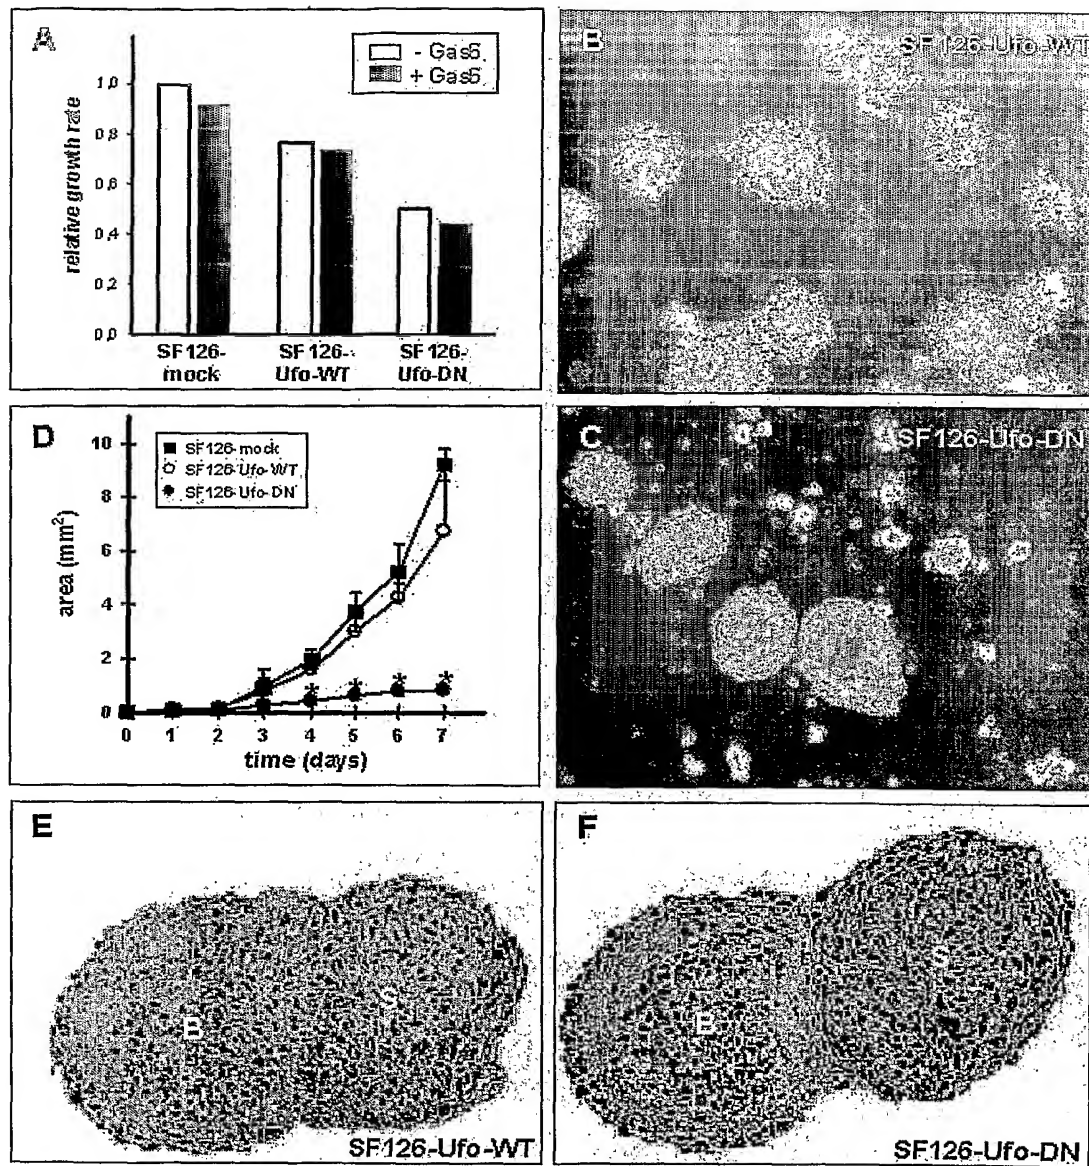 A
- Gas6
+ Gas6
relative growth rate
1,0
0,8
0,6
0,4
0,2
0,0
SF126-
mock
SF126-
Ufo-WT
SF126-
Ufo-DN
B
SF126-Ufo-WT
D
SF126-mock
SF126-Ufo-WT
SF126-Ufo-DN
area (mm²)
10
8
6
4
2
0
* * * *
0 1 2 3 4 5 6 7
time (days)
C
SF126-Ufo-DN
E
B
S
SF126-Ufo-WT
F
B
S
SF126-Ufo-DN